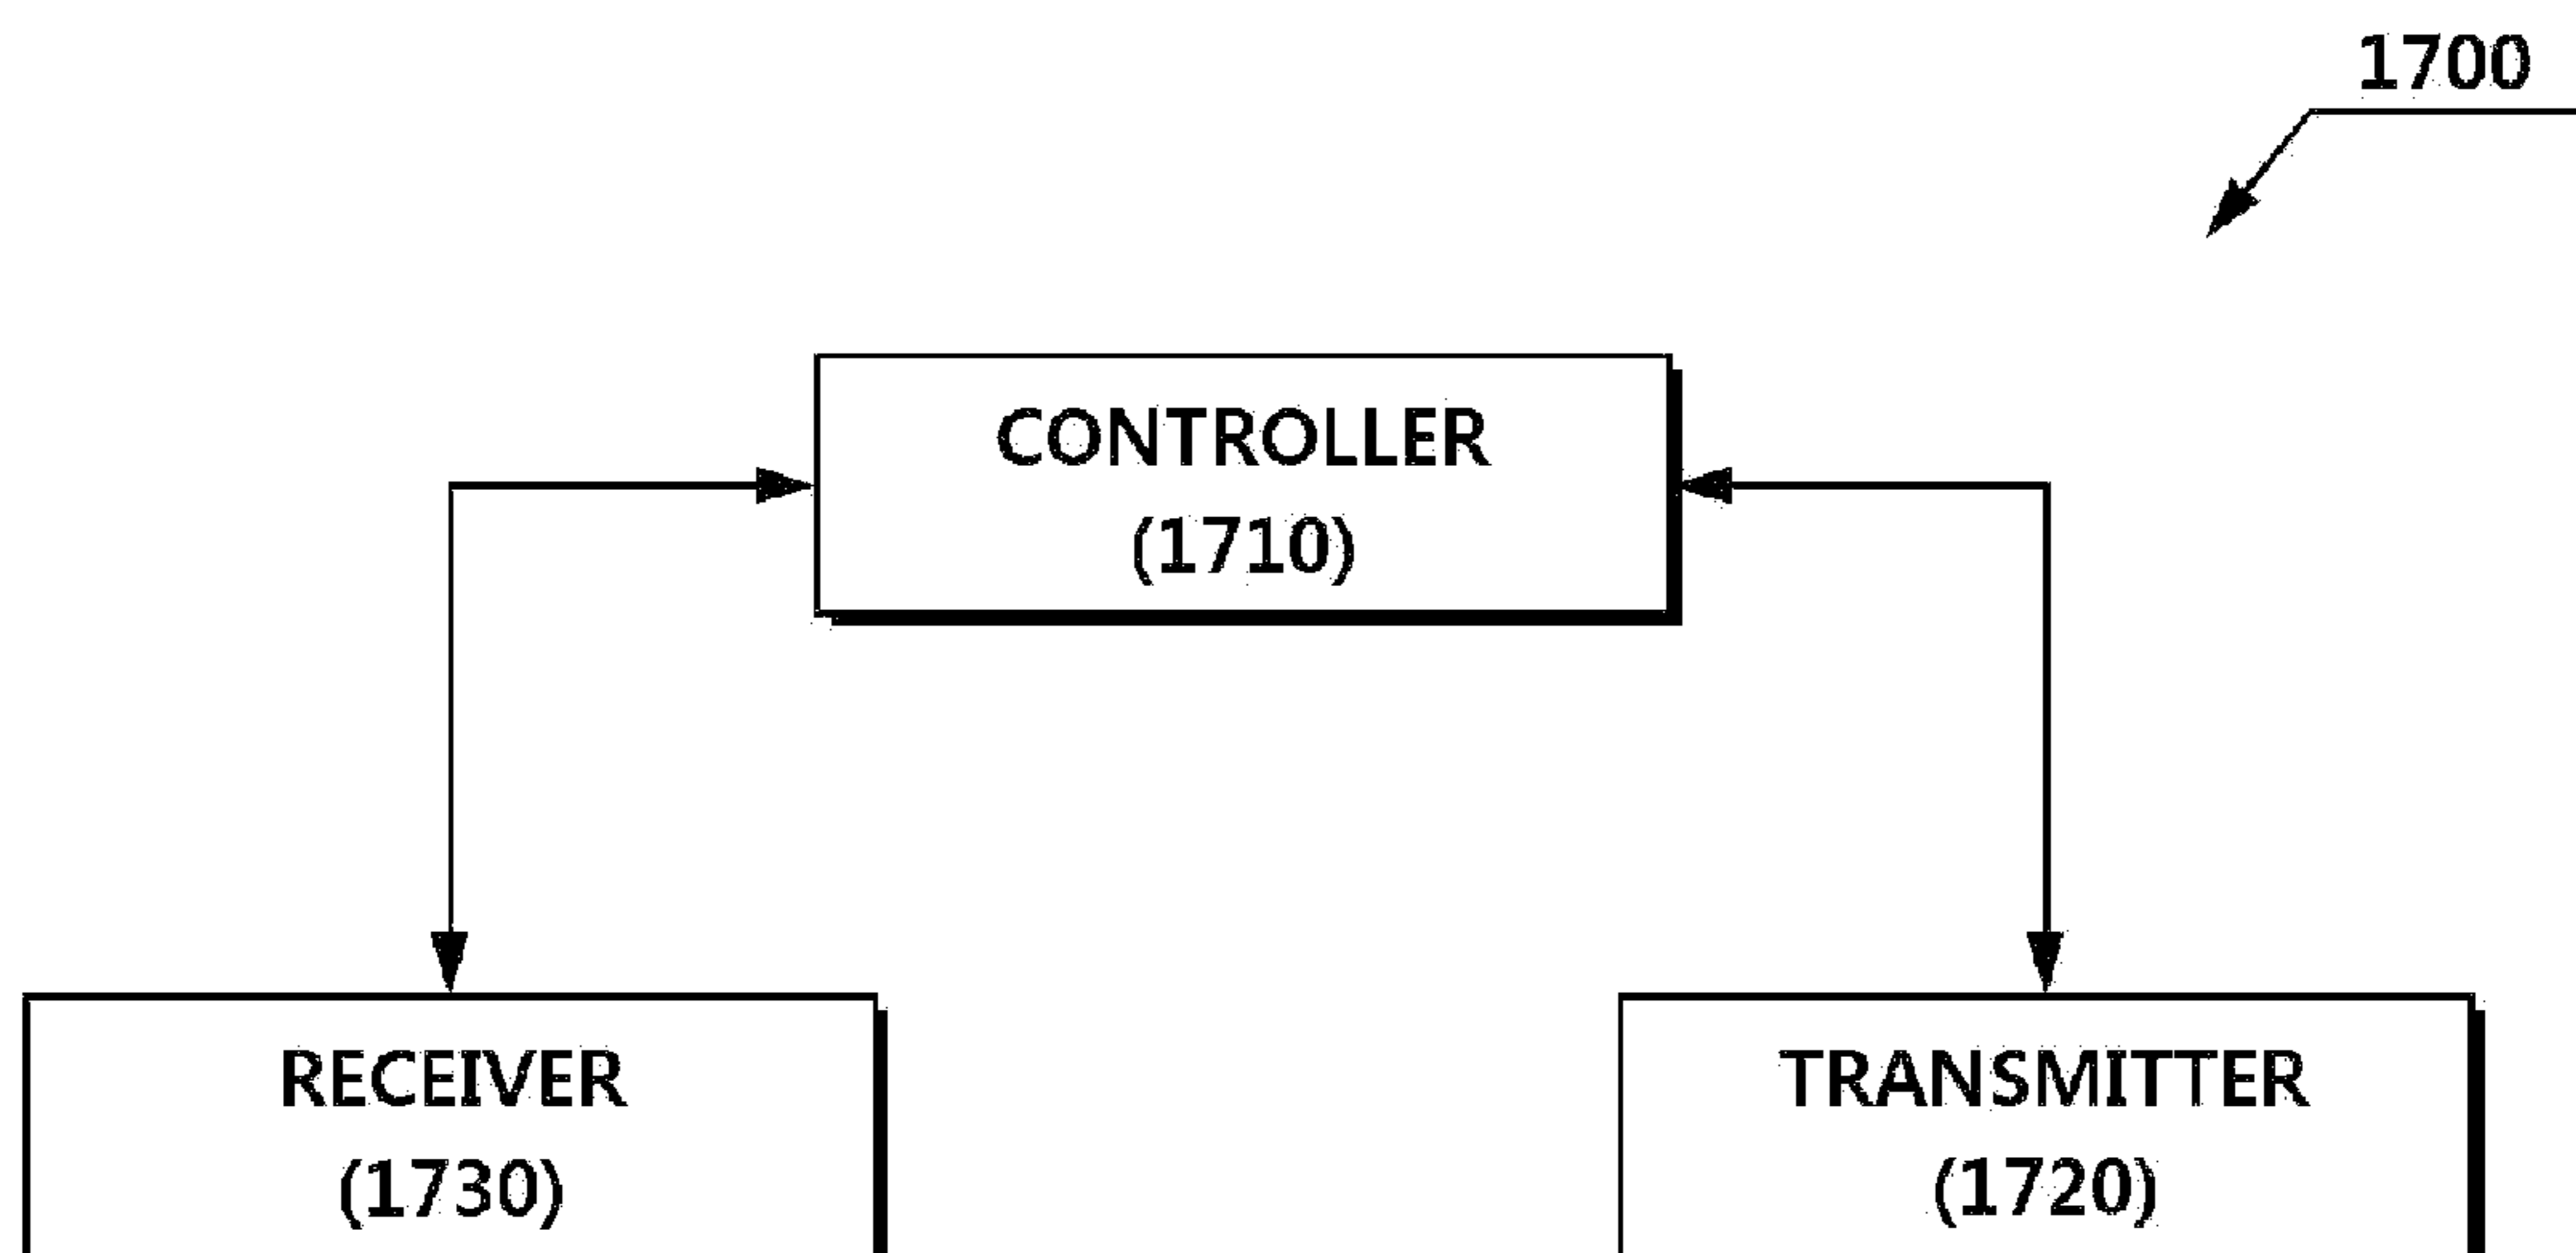 1700
CONTROLLER
(1710)
RECEIVER
(1730)
TRANSMITTER
(1720)